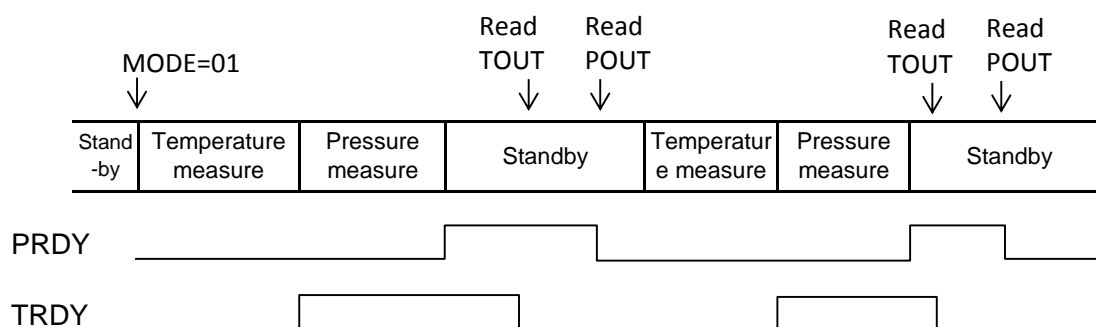 Read
TOUT
Read
POUT
Read
TOUT
Read
POUT
MODE=01
Stand
-by
Temperature
measure
Pressure
measure
Standby
Temperatur
e measure
Pressure
measure
Standby
PRDY
TRDY